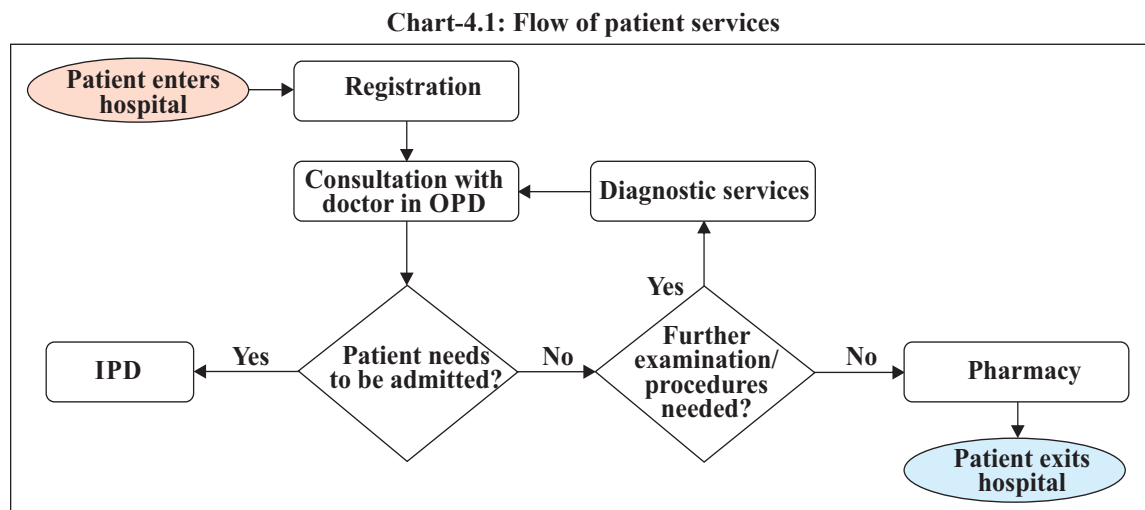 Chart-4.1: Flow of patient services
Patient enters
hospital
Registration
Consultation with
doctor in OPD
Diagnostic services
Yes
Further
examination/
procedures
needed?
IPD
Yes
Patient needs
to be admitted?
No
No
Pharmacy
Patient exits
hospital